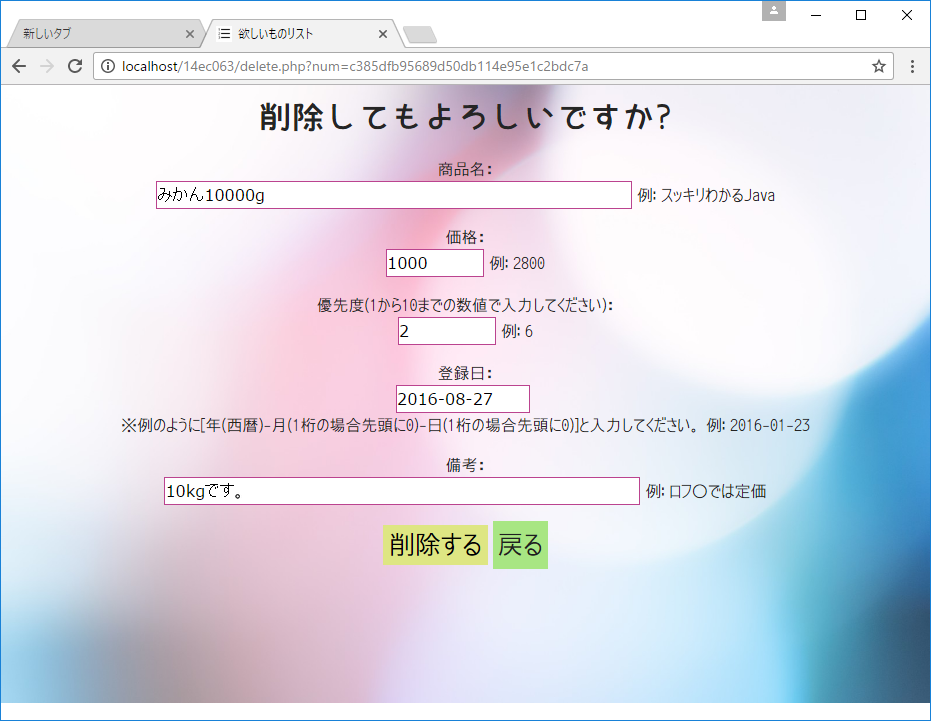 新しいタブ
欲しいものリスト
localhost/14ec063/delete.php?num=c385dfb95689d50db114e95e1c2bdc7a
削除してもよろしいですか?
商品名:
みかん10000g 例: スッキリわかるJava
価格:
1000 例: 2800
優先度(1から10までの数値で入力してください):
2 例: 6
登録日:
2016-08-27
※例のように[年(西暦)-月(1桁の場合先頭に0)-日(1桁の場合先頭に0)]と入力してください。 例: 2016-01-23
備考:
10kgです。 例: ロフ〇では定価
削除する 戻る